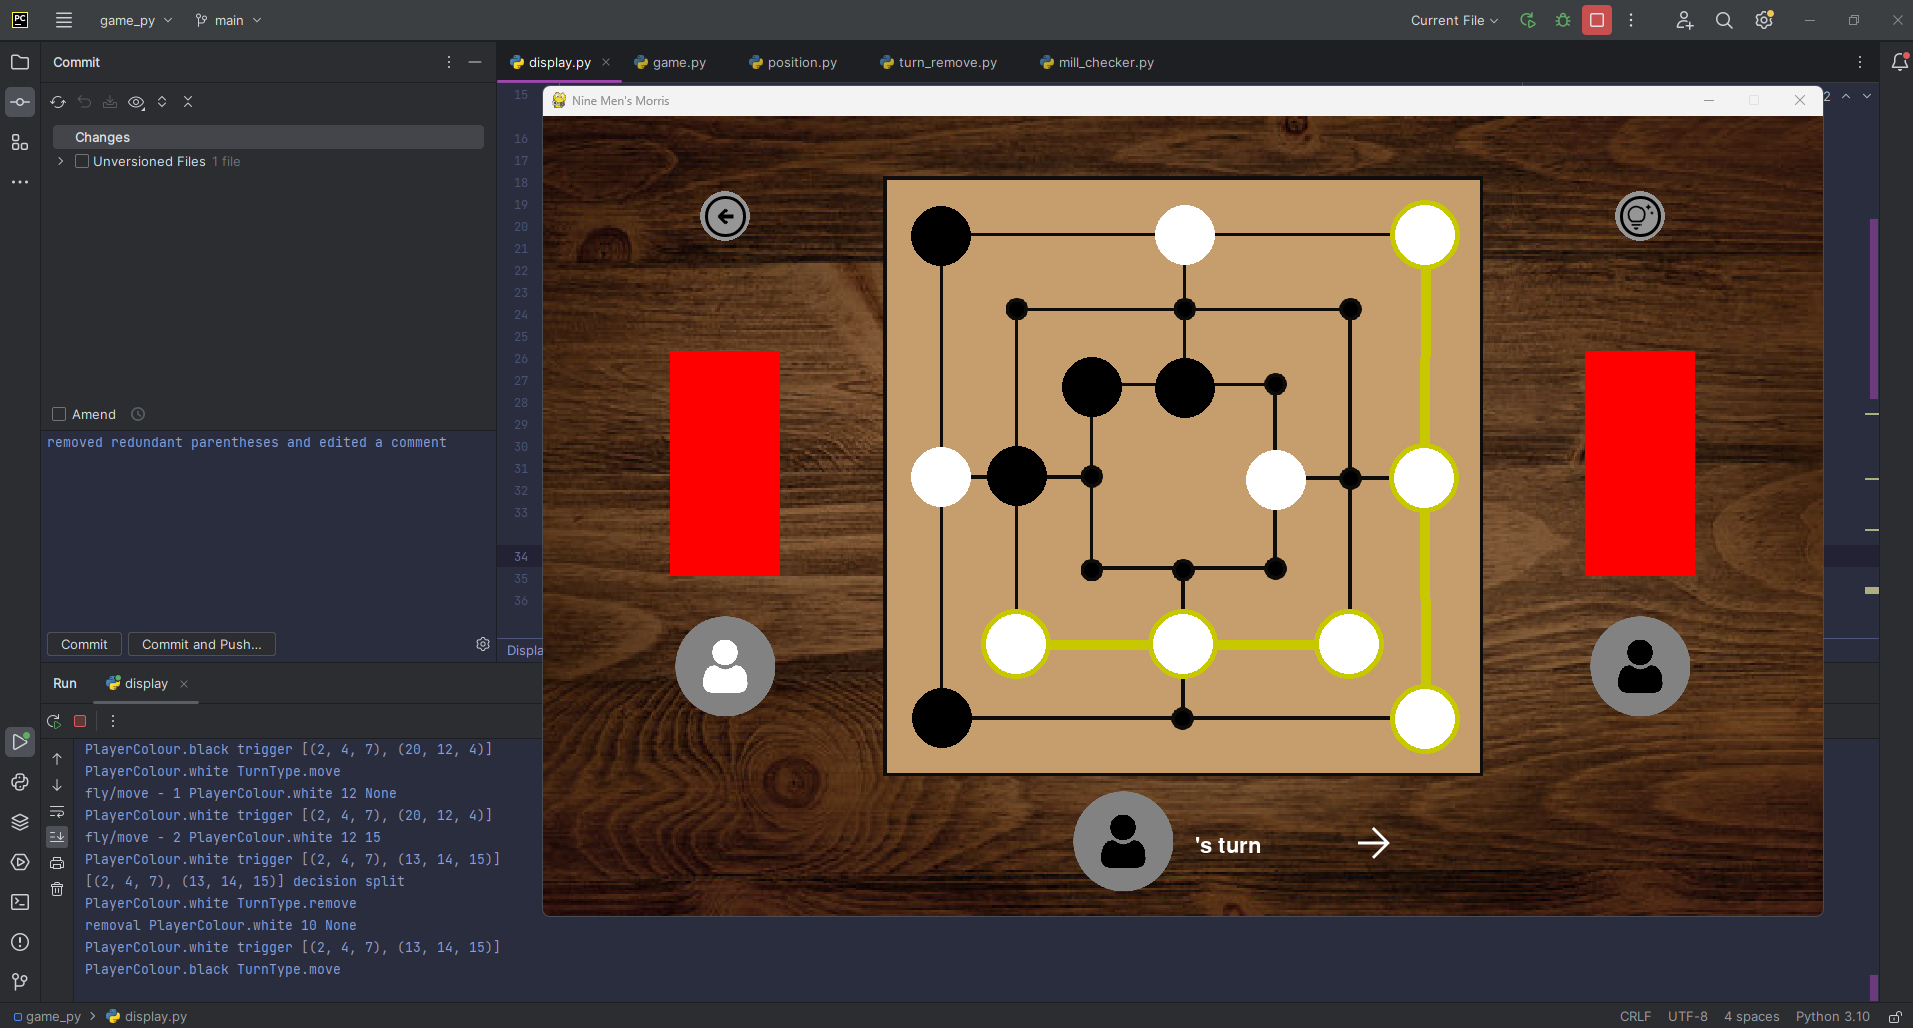 PC
game_py
main
Current File
Commit
display.py
game.py
position.py
turn_remove.py
mill_checker.py
Changes
Unversioned Files 1 file
Amend
removed redundant parentheses and edited a comment
Commit
Commit and Push...
15
16
17
18
19
20
21
22
23
24
25
26
27
28
29
30
31
32
33
34
35
36
2
Displa
Nine Men's Morris
's turn
Run
display
PlayerColour.black trigger [(2, 4, 7), (20, 12, 4)]
PlayerColour.white TurnType.move
fly/move - 1 PlayerColour.white 12 None
PlayerColour.white trigger [(2, 4, 7), (20, 12, 4)]
fly/move - 2 PlayerColour.white 12 15
PlayerColour.white trigger [(2, 4, 7), (13, 14, 15)]
[(2, 4, 7), (13, 14, 15)] decision split
PlayerColour.white TurnType.remove
removal PlayerColour.white 10 None
PlayerColour.white trigger [(2, 4, 7), (13, 14, 15)]
PlayerColour.black TurnType.move
game_py
display.py
CRLF
UTF-8
4 spaces
Python 3.10